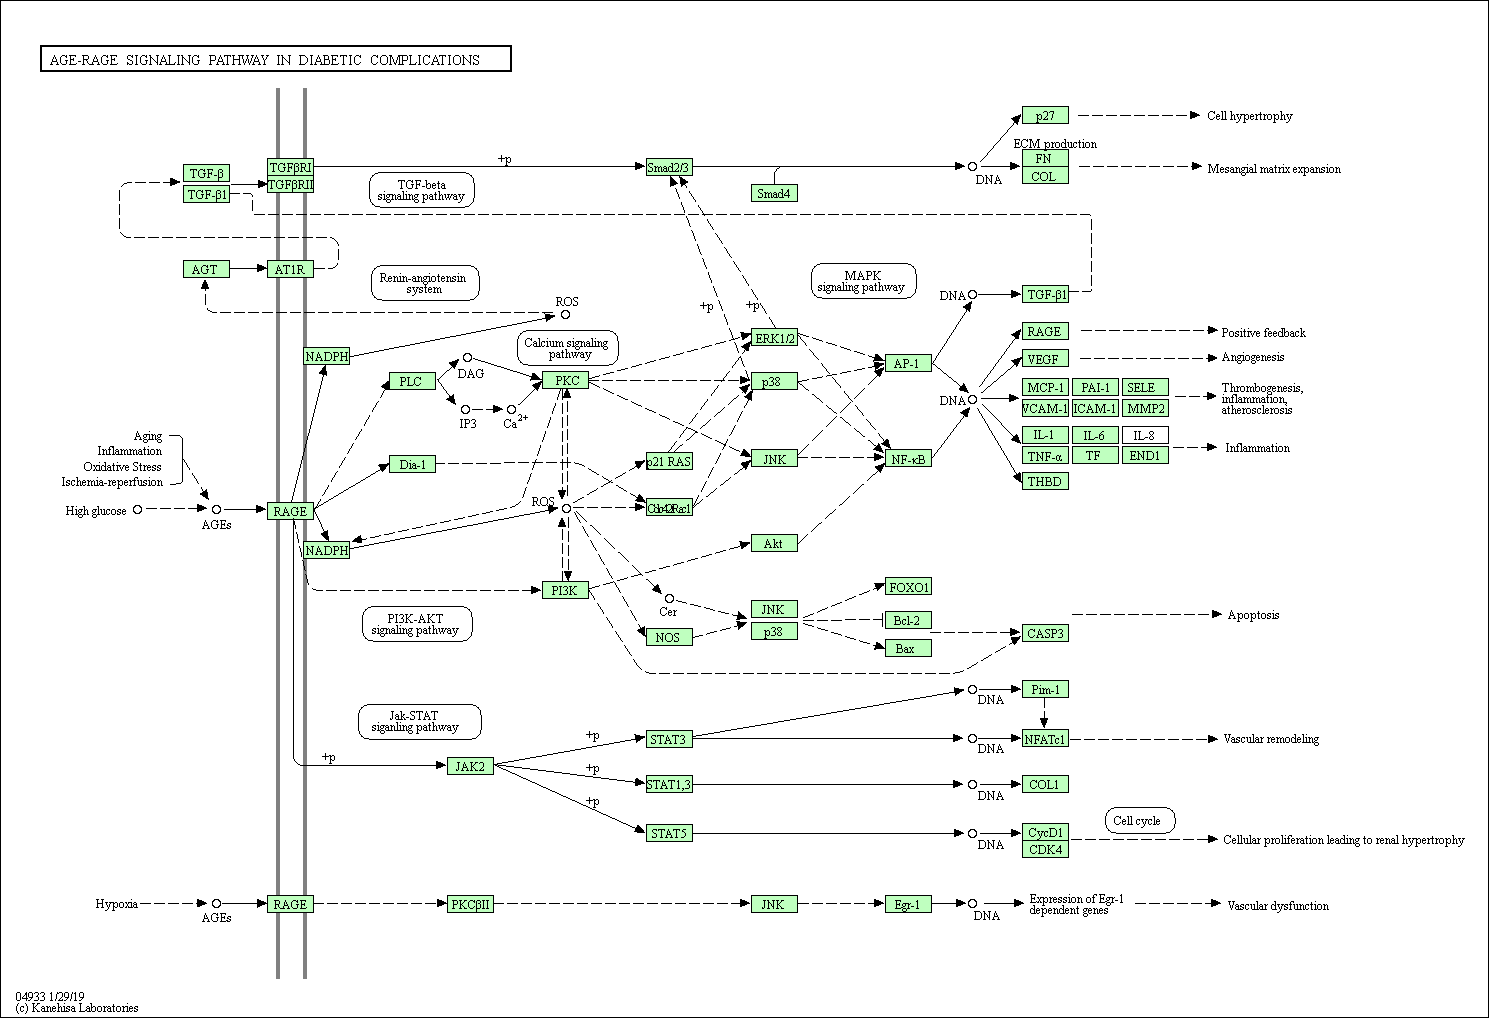 AGE-RAGE SIGNALING PATHWAY IN DIABETIC COMPLICATIONS
p27
Cell hypertrophy
ECM production
FN
COL
Mesangial matrix expansion
DNA
TGF-β
TGF-β1
TGFβRI
TGFβRII
+p
TGF-beta
signaling pathway
Smad2/3
Smad4
AGT
AT1R
Renin-angiotensin
system
MAPK
signaling pathway
ROS
+p
+p
DNA
TGF-β1
NADPH
Calcium signaling
pathway
ERK1/2
RAGE
Positive feedback
PLC
DAG
PKC
p38
AP-1
VEGF
Angiogenesis
IP3
Ca2+
DNA
MCP-1
PAI-1
SELE
VCAM-1
ICAM-1
MMP2
Thrombogenesis,
inflammation,
atherosclerosis
Aging
Inflammation
Oxidative Stress
Ischemia-reperfusion
IL-1
IL-6
IL-8
TNF-α
TF
END1
Inflammation
Dia-1
p21 RAS
JNK
NF-κB
THBD
High glucose
AGEs
RAGE
ROS
NADPH
Akt
PI3K
PI3K-AKT
signaling pathway
Cer
NOS
JNK
p38
FOXO1
Bcl-2
Bax
CASP3
Apoptosis
Jak-STAT
siganling pathway
+p
JAK2
+p
+p
+p
STAT3
STAT1,3
STAT5
DNA
Pim-1
DNA
NFATc1
Vascular remodeling
DNA
COL1
DNA
CycD1
CDK4
Cell cycle
Cellular proliferation leading to renal hypertrophy
Hypoxia
AGEs
RAGE
PKCβII
JNK
Egr-1
DNA
Expression of Egr-1
dependent genes
Vascular dysfunction
04933 1/29/19
(c) Kanehisa Laboratories